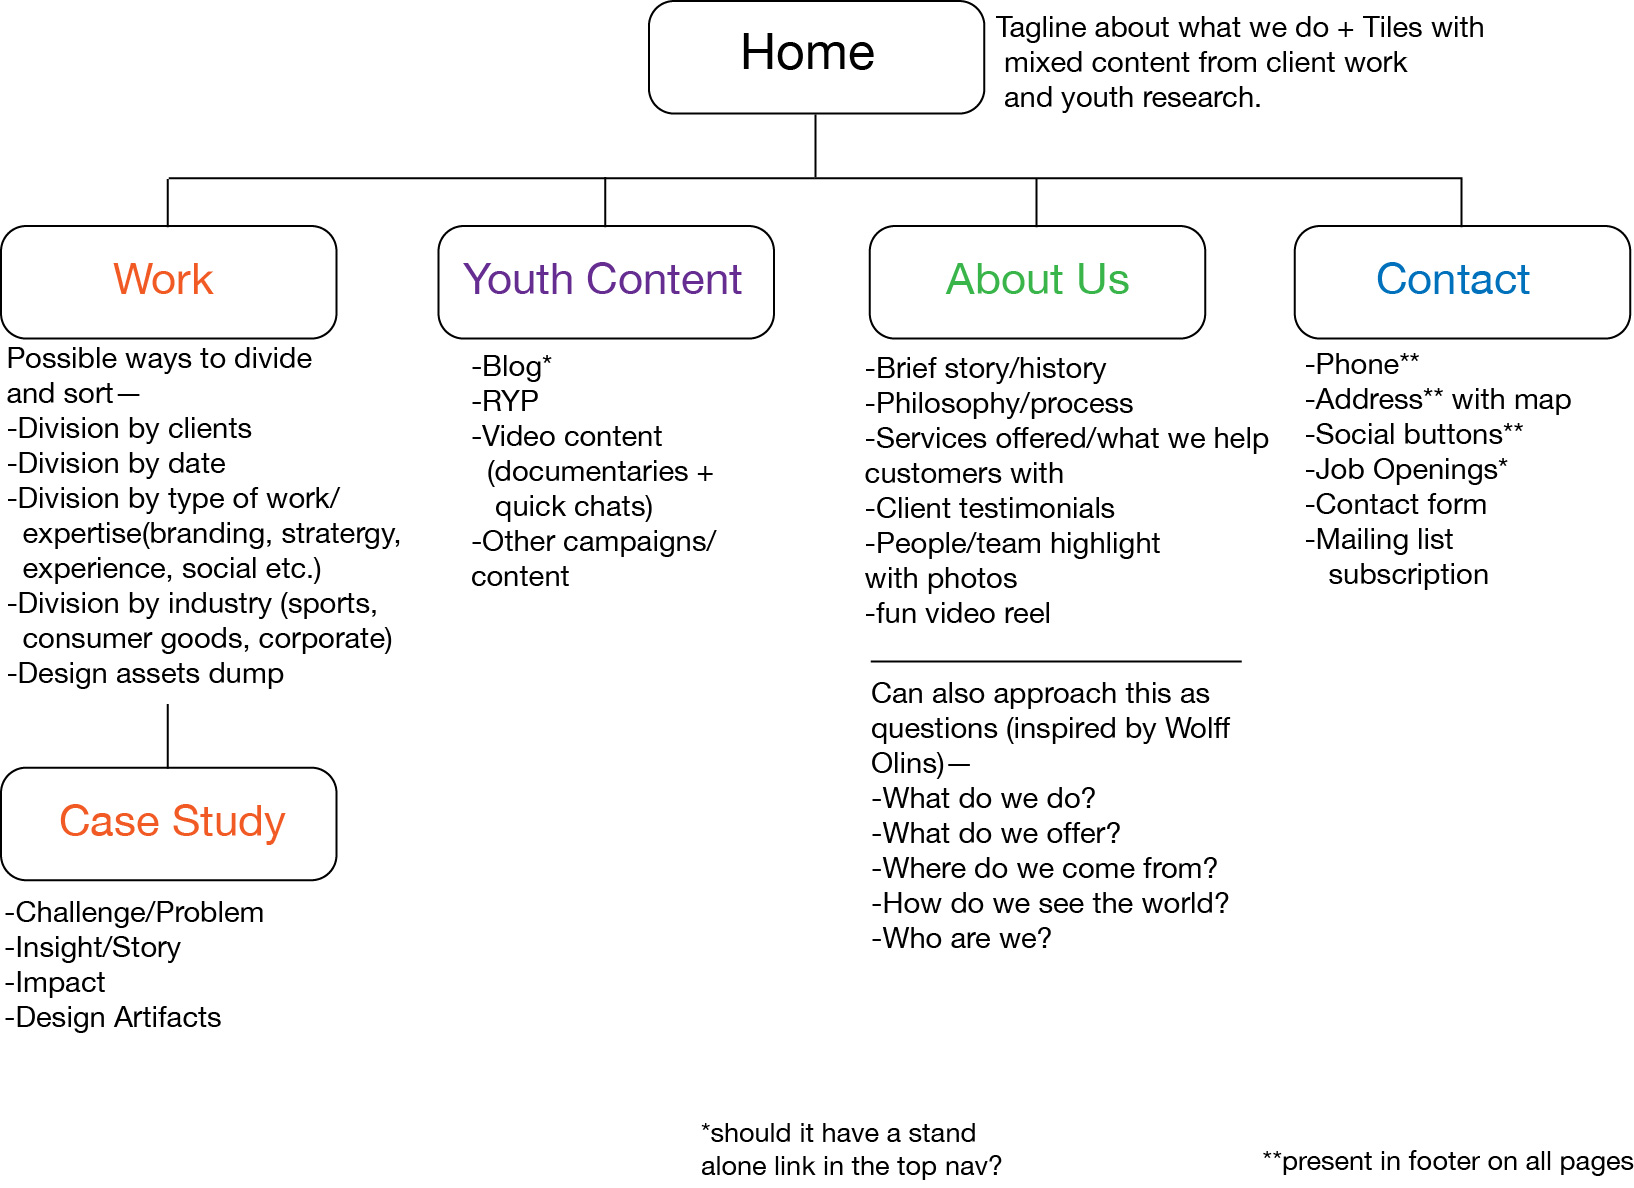 Home
Tagline about what we do + Tiles with
mixed content from client work
and youth research.
Work
Possible ways to divide
and sort—
-Division by clients
-Division by date
-Division by type of work/
expertise(branding, stratergy,
experience, social etc.)
-Division by industry (sports,
consumer goods, corporate)
-Design assets dump
Case Study
-Challenge/Problem
-Insight/Story
-Impact
-Design Artifacts
Youth Content
-Blog*
-RYP
-Video content
(documentaries +
quick chats)
-Other campaigns/
content
About Us
-Brief story/history
-Philosophy/process
-Services offered/what we help
customers with
-Client testimonials
-People/team highlight
with photos
-fun video reel
Can also approach this as
questions (inspired by Wolff
Olins)—
-What do we do?
-What do we offer?
-Where do we come from?
-How do we see the world?
-Who are we?
Contact
-Phone**
-Address** with map
-Social buttons**
-Job Openings*
-Contact form
-Mailing list
subscription
*should it have a stand
alone link in the top nav?
**present in footer on all pages